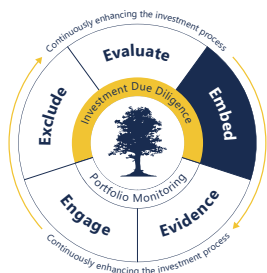 Continuously enhancing the investment process
Evaluate
Embed
Evidence
Engage
Exclude
Investment Due Diligence
Portfolio Monitoring
Continuously enhancing the investment process